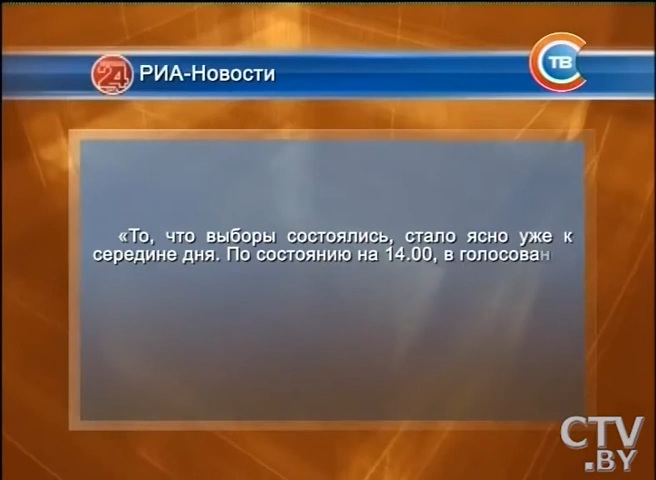 24 РИА-Новости
СТВ
«То, что выборы состоялись, стало ясно уже к
середине дня. По состоянию на 14.00, в голосован
CTV
.BY